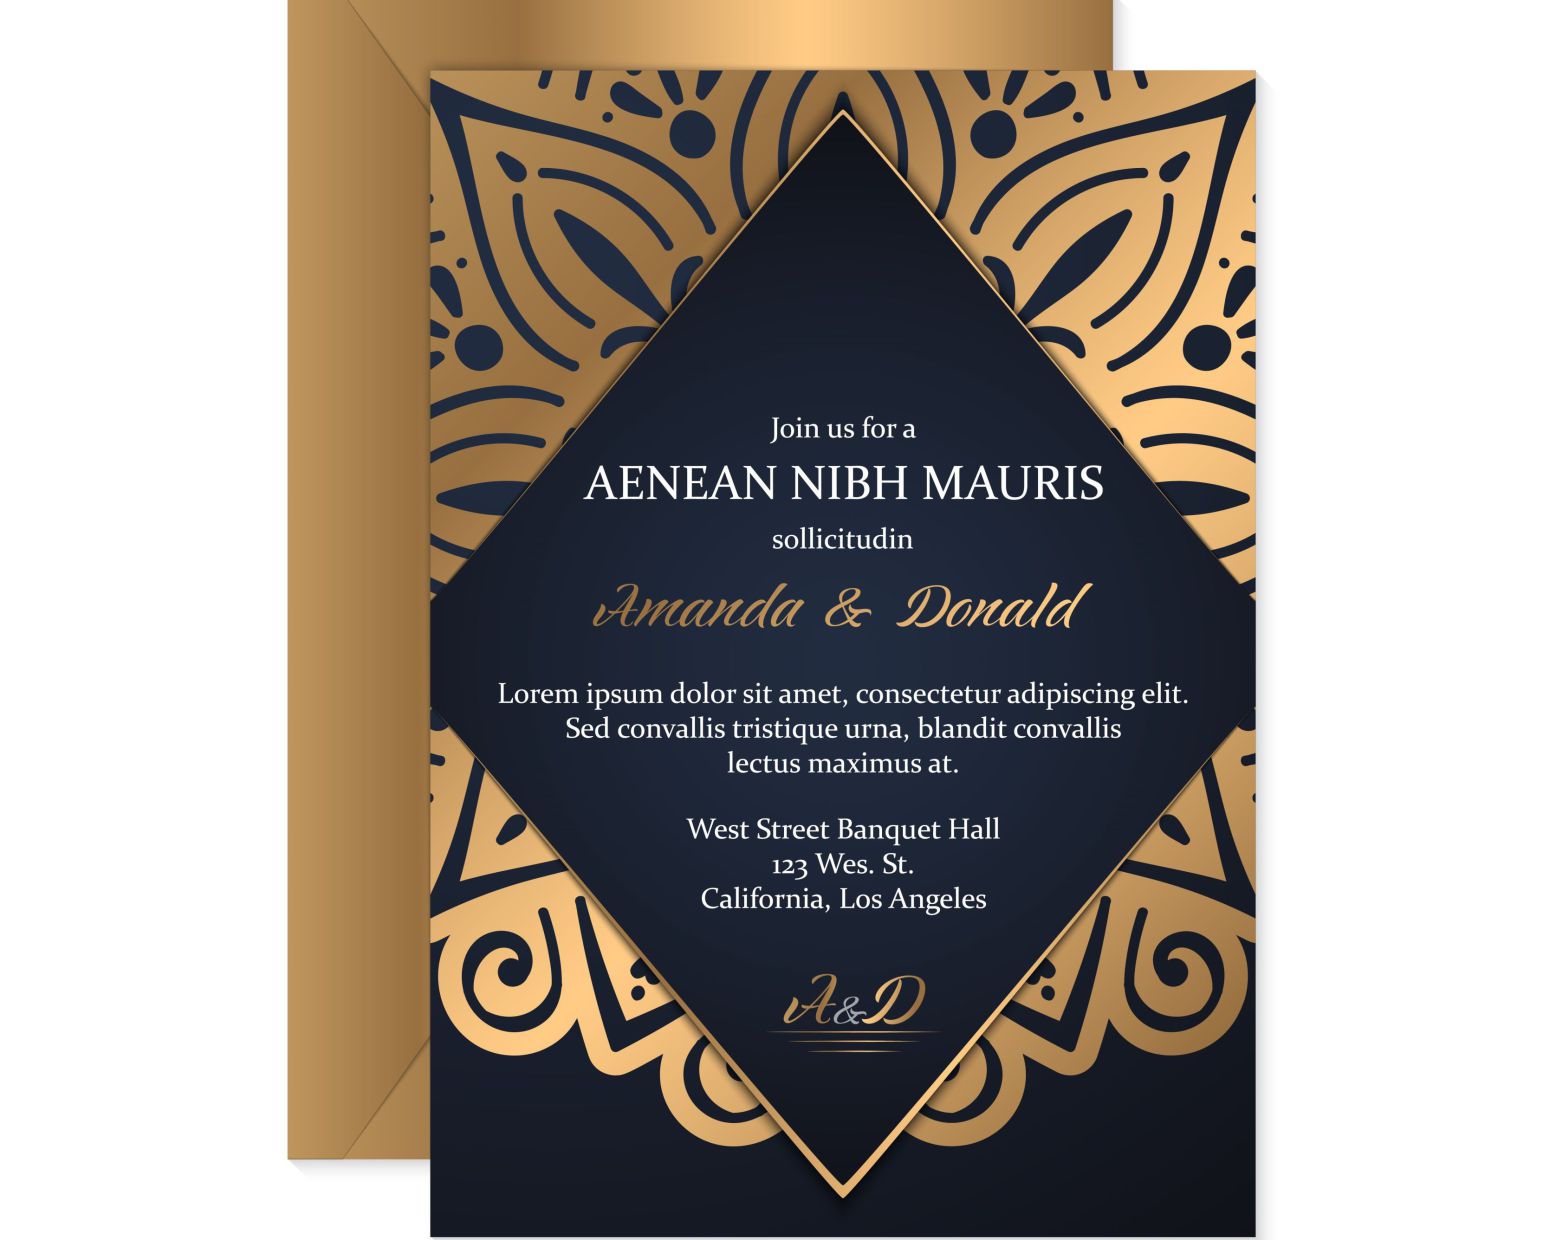 Join us for a
AENEAN NIBH MAURIS
sollicitudin
Amanda & Donald
Lorem ipsum dolor sit amet, consectetur adipiscing elit.
Sed convallis tristique urna, blandit convallis
lectus maximus at.
West Street Banquet Hall
123 Wes. St.
California, Los Angeles
A&D